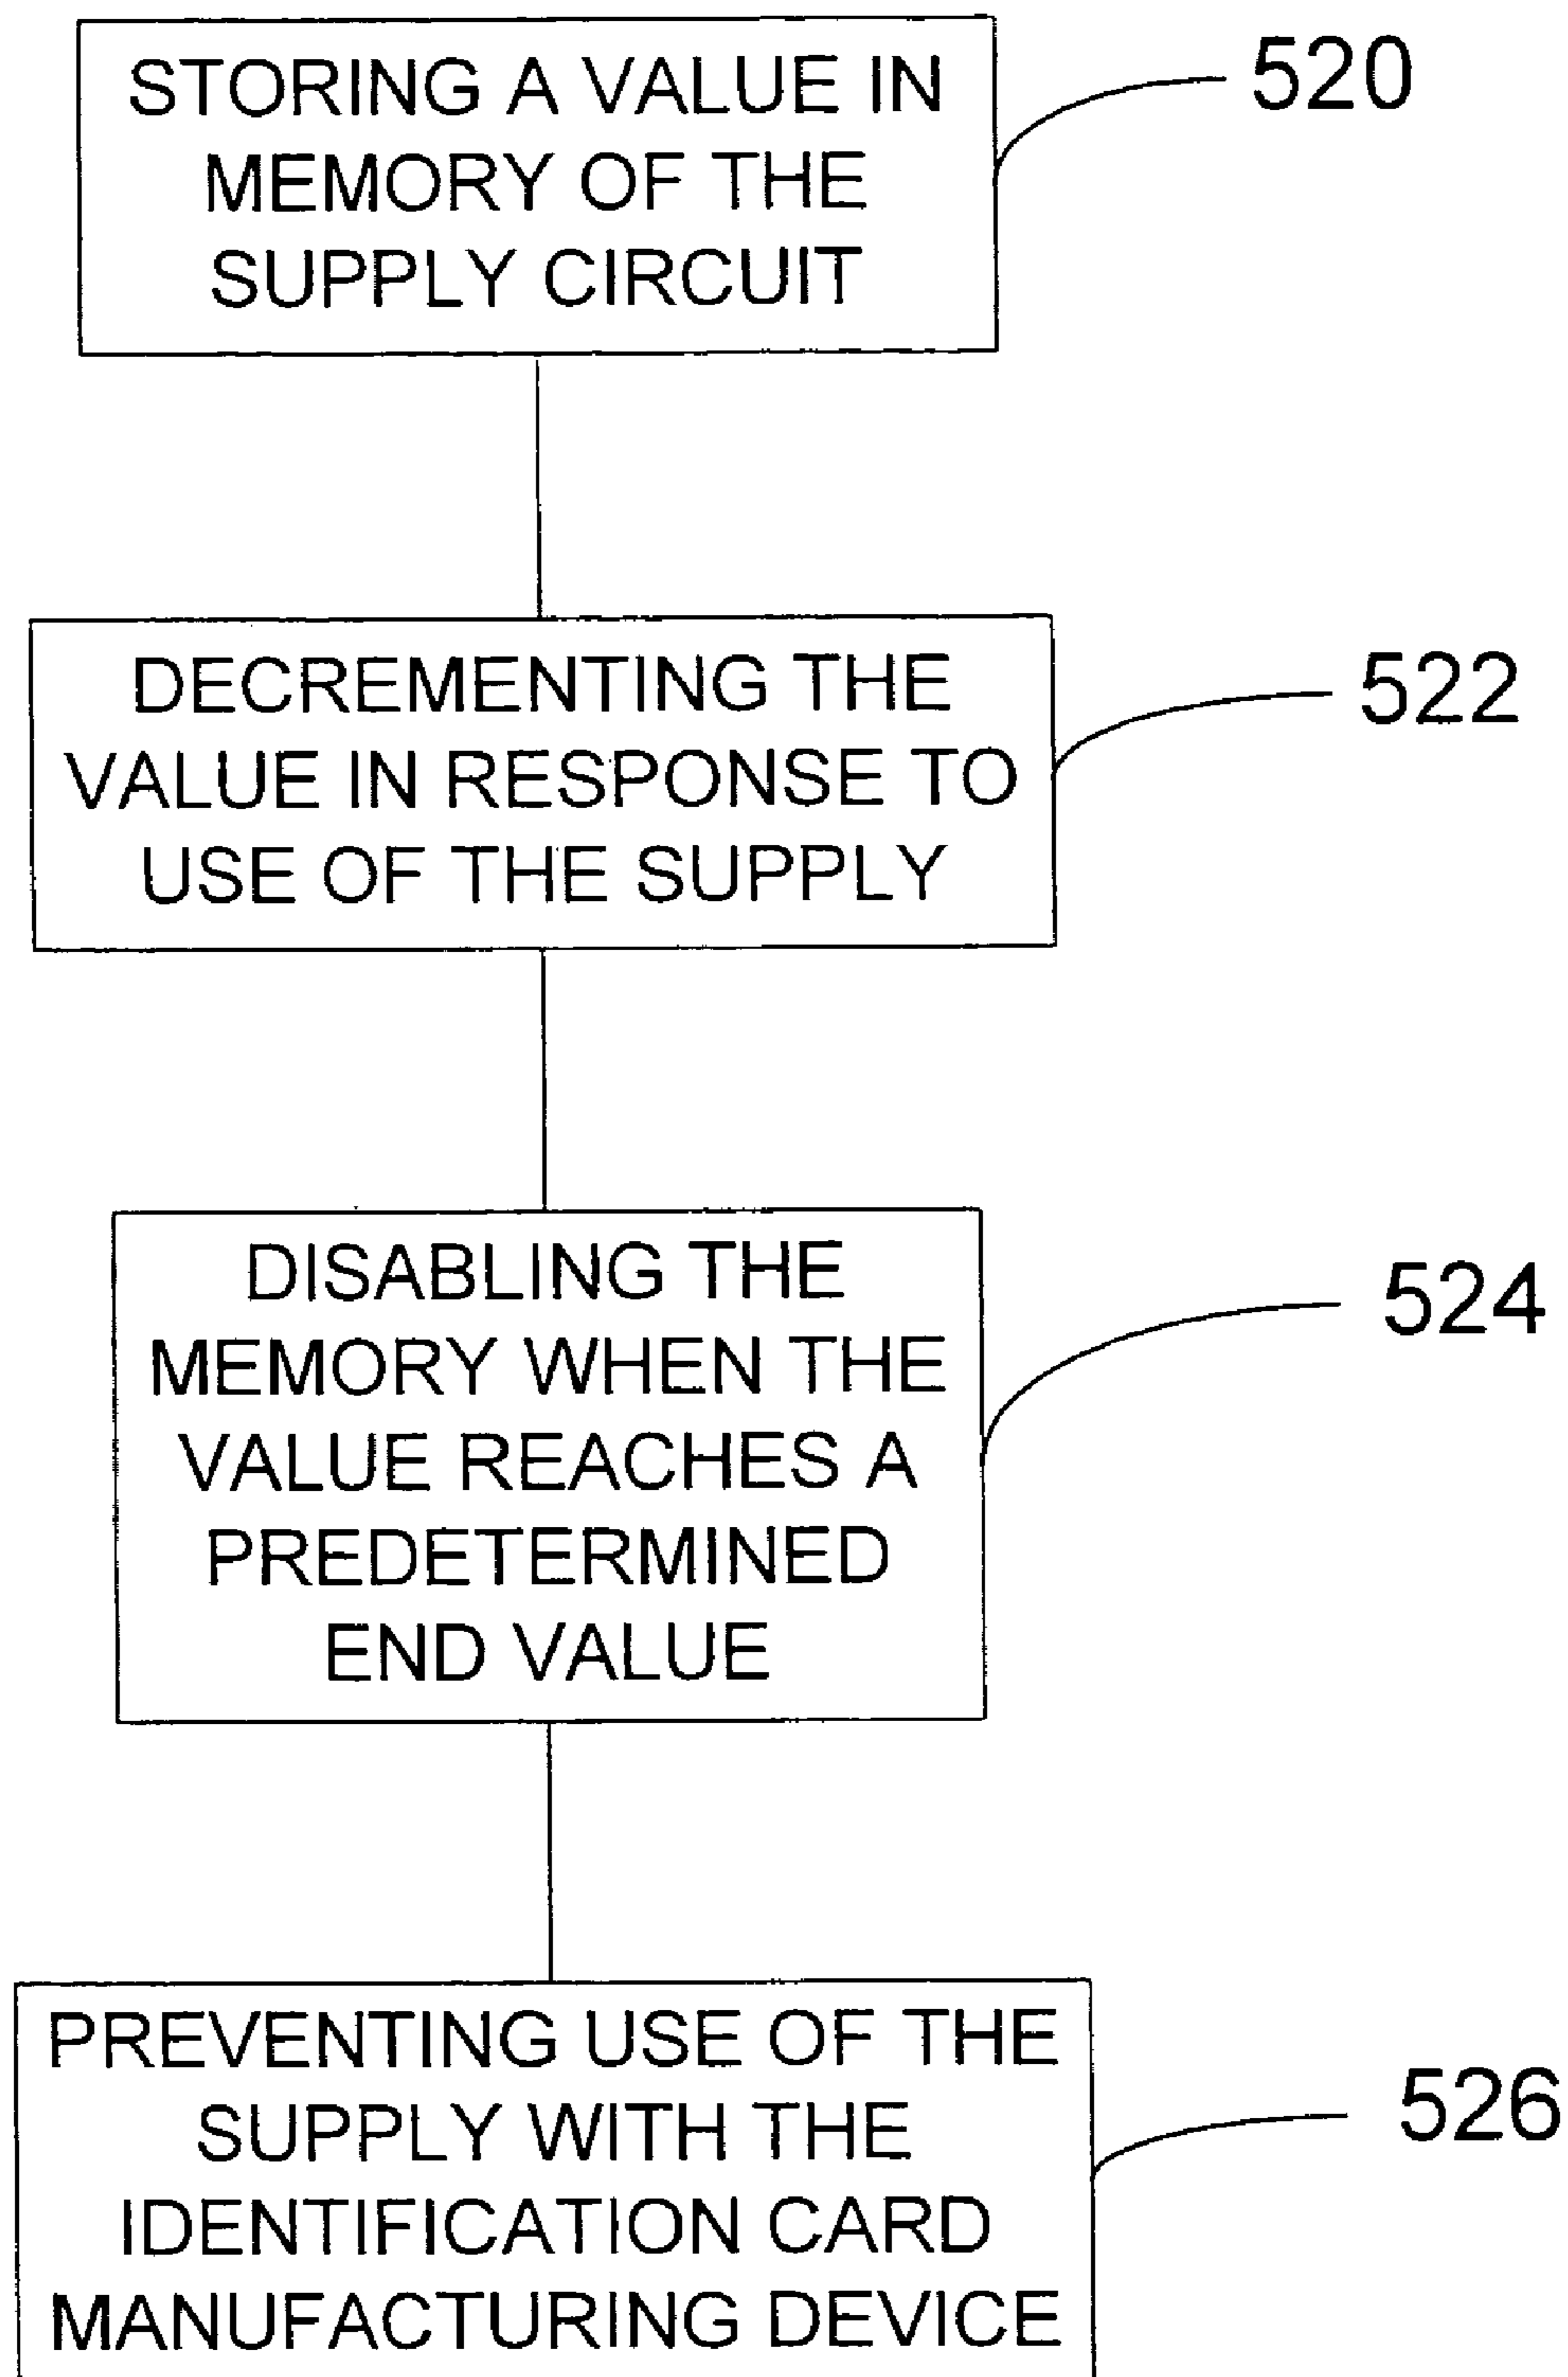 STORING A VALUE IN
MEMORY OF THE
SUPPLY CIRCUIT
520
DECREMENTING THE
VALUE IN RESPONSE TO
USE OF THE SUPPLY
522
DISABLING THE
MEMORY WHEN THE
VALUE REACHES A
PREDETERMINED
END VALUE
524
PREVENTING USE OF THE
SUPPLY WITH THE
IDENTIFICATION CARD
MANUFACTURING DEVICE
526